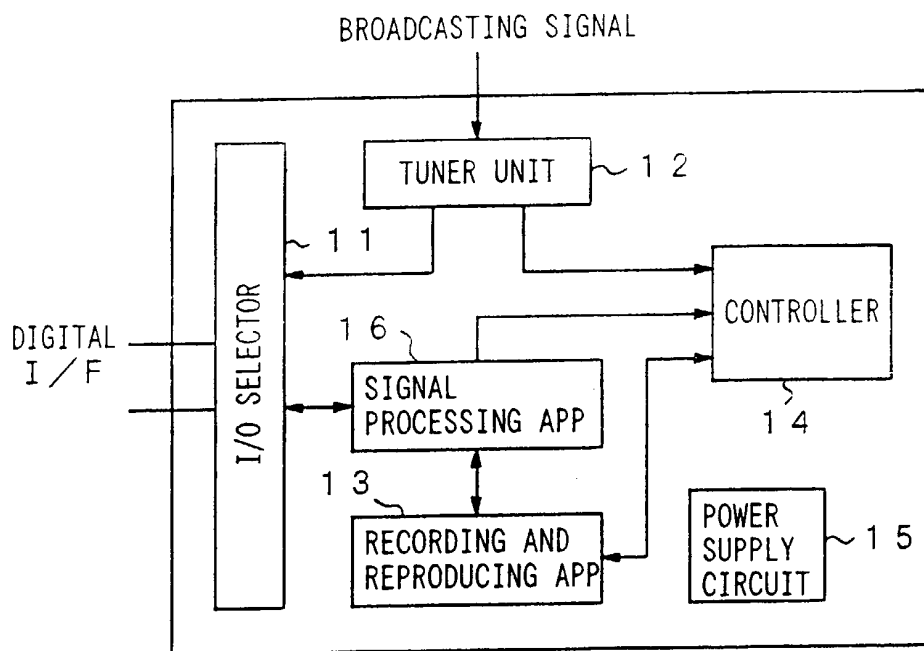 BROADCASTING SIGNAL
TUNER UNIT
12
11
CONTROLLER
14
DIGITAL
I/F
I/O SELECTOR
16
SIGNAL
PROCESSING APP
13
RECORDING AND
REPRODUCING APP
POWER
SUPPLY
CIRCUIT
15